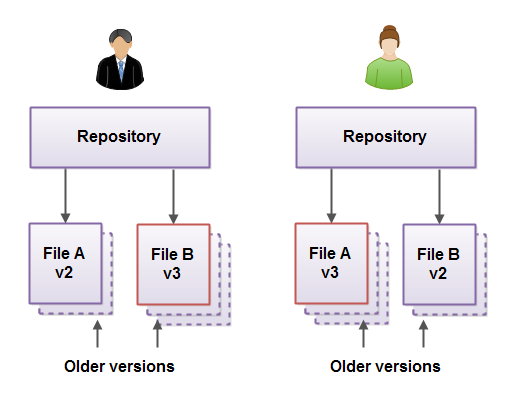 Repository
File A
v2
File B
v3
Older versions
Repository
File A
v3
File B
v2
Older versions